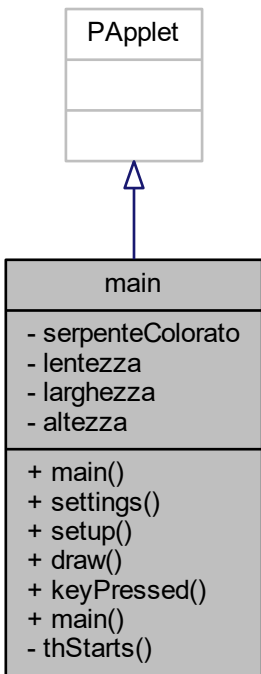 PApplet
main
- serpenteColorato
- lentezza
- larghezza
- altezza
+ main()
+ settings()
+ setup()
+ draw()
+ keyPressed()
+ main()
- thStarts()